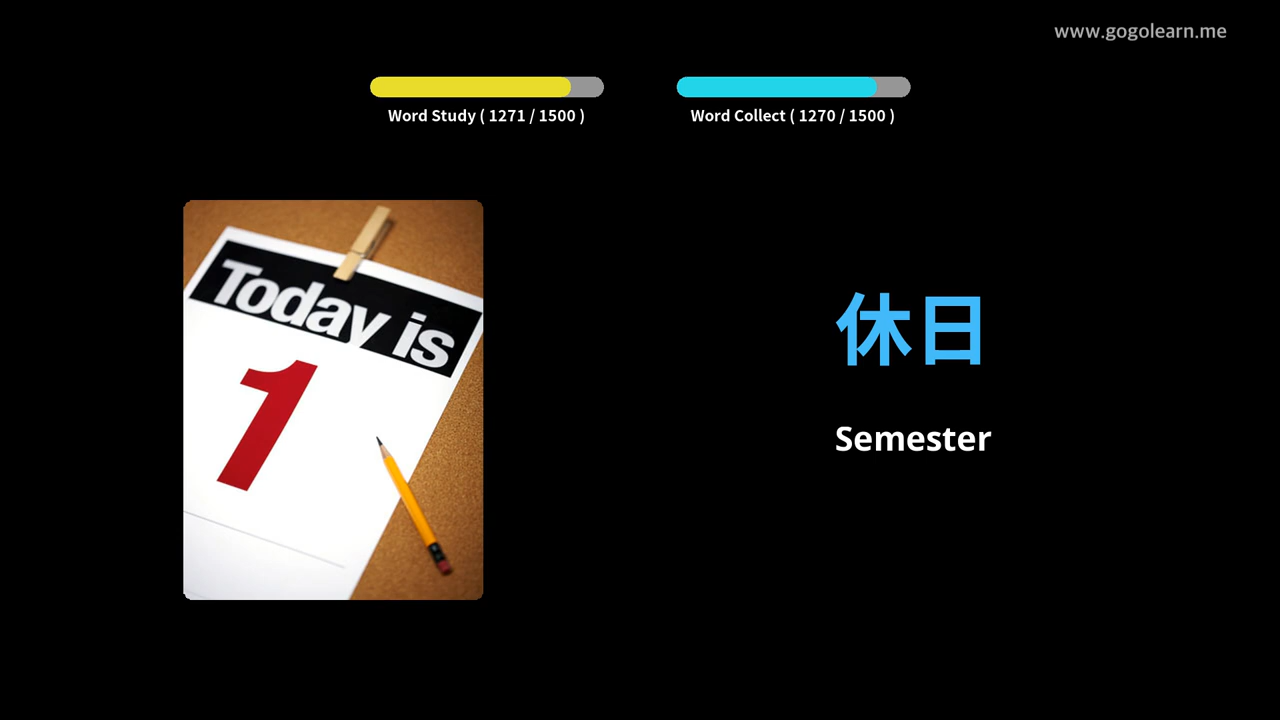 www.gogolearn.me
Word Study ( 1271 / 1500 )
Word Collect ( 1270 / 1500 )
Today is
1
休日
Semester